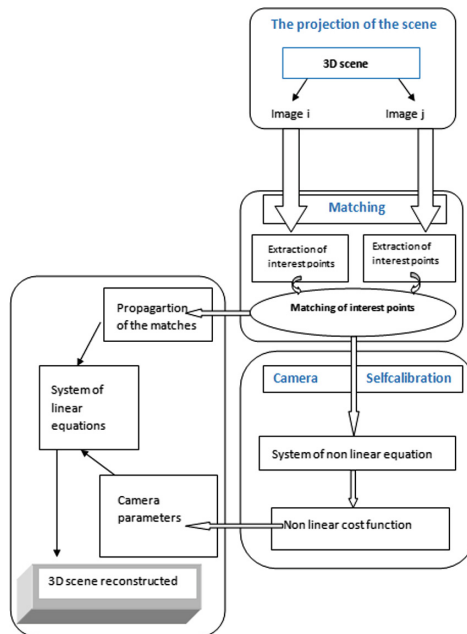 The projection of the scene
3D scene
Image i
Image j
Matching
Extraction of
interest points
Extraction of
interest points
Matching of interest points
Propagartion
of the matches
Camera Selfcalibration
System of
linear
equations
System of non linear equation
Camera
parameters
Non linear cost function
3D scene reconstructed